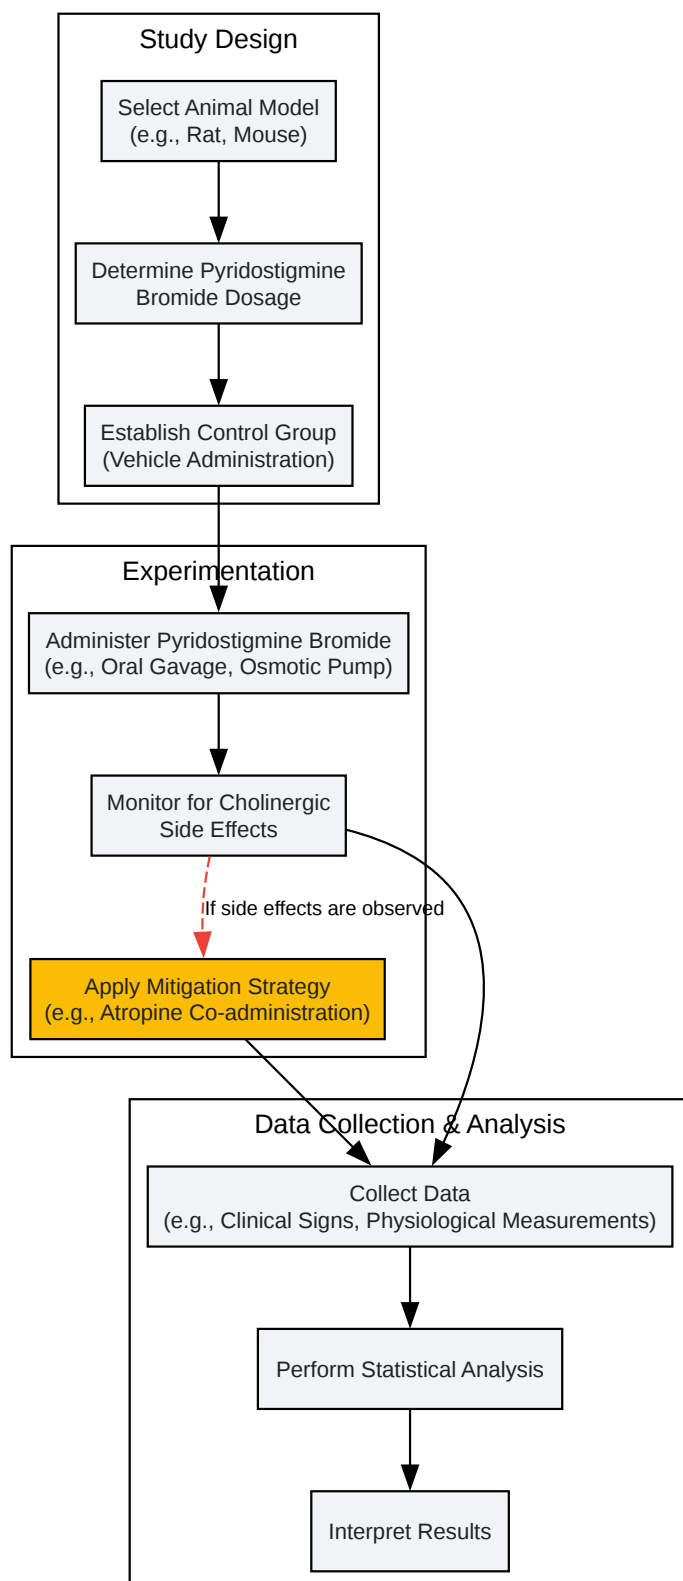 Study Design
Select Animal Model
(e.g., Rat, Mouse)
Determine Pyridostigmine
Bromide Dosage
Establish Control Group
(Vehicle Administration)
Experimentation
Administer Pyridostigmine Bromide
(e.g., Oral Gavage, Osmotic Pump)
Monitor for Cholinergic
Side Effects
If side effects are observed
Apply Mitigation Strategy
(e.g., Atropine Co-administration)
Data Collection & Analysis
Collect Data
(e.g., Clinical Signs, Physiological Measurements)
Perform Statistical Analysis
Interpret Results